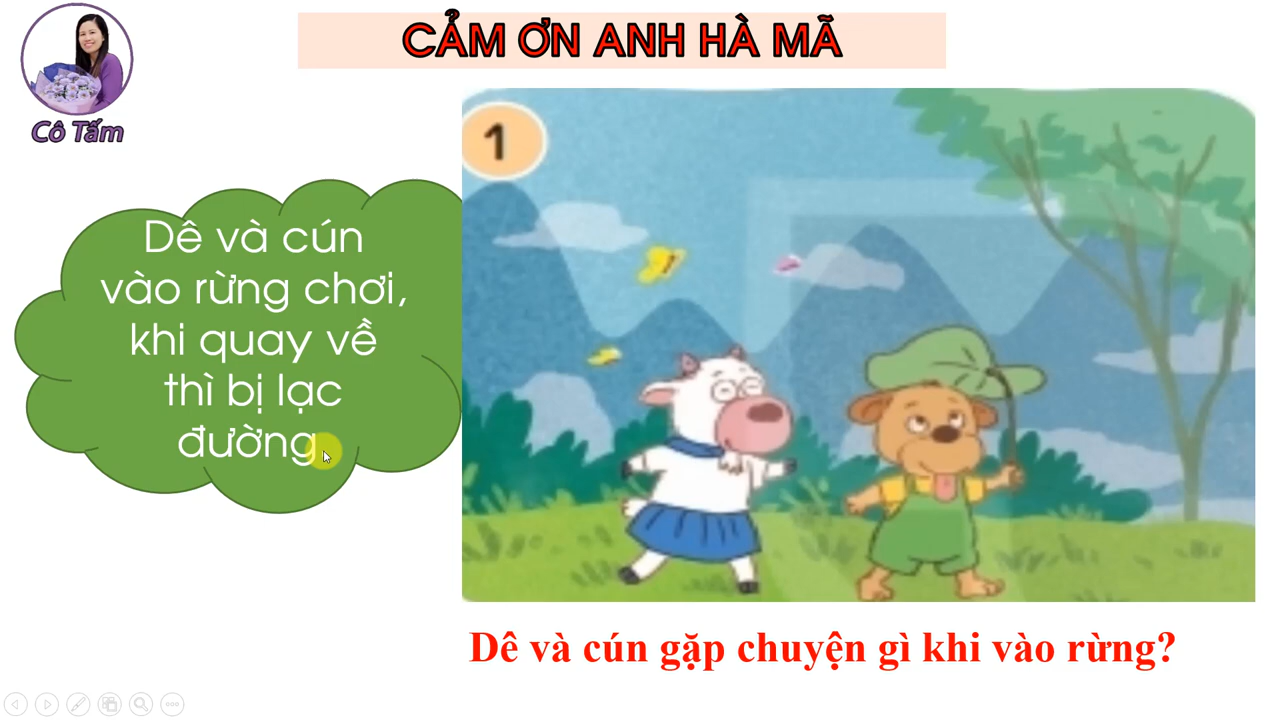 CẢM ƠN ANH HÀ MÃ
Cô Tấm
1
Dê và cún
vào rừng chơi,
khi quay về
thì bị lạc
đường.
Dê và cún gặp chuyện gì khi vào rừng?